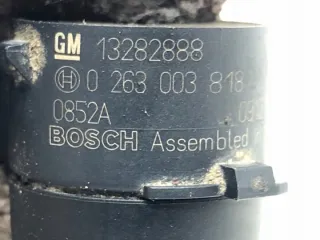 GM 13282888
0 263 003 818
0852A
BOSCH Assembled